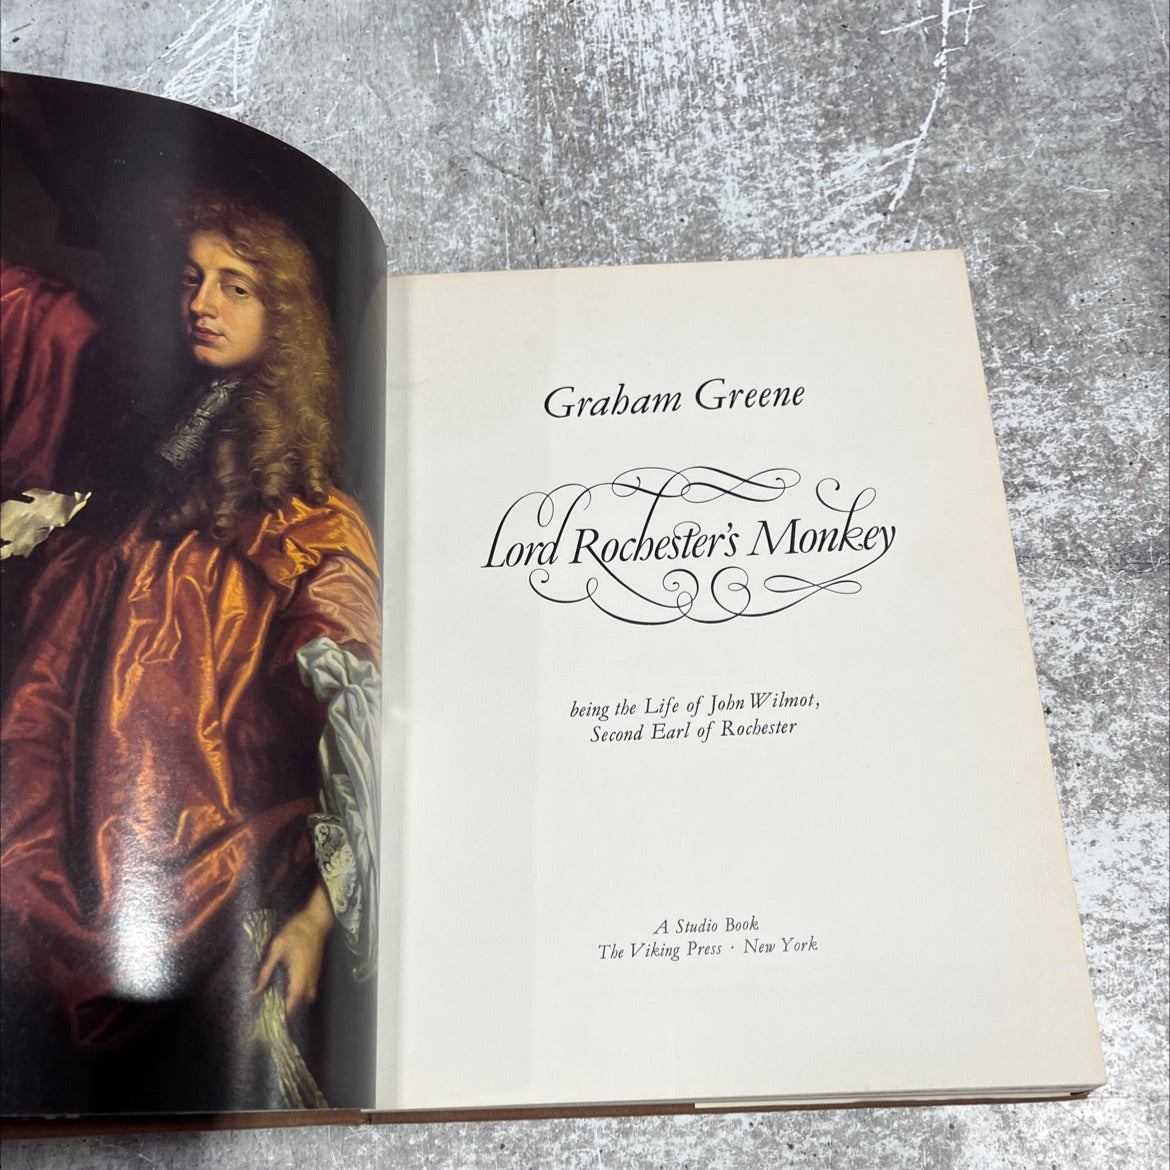 Graham Greene
Lord Rochester's Monkey
being the Life of John Wilmot,
Second Earl of Rochester
A Studio Book
The Viking Press · New York